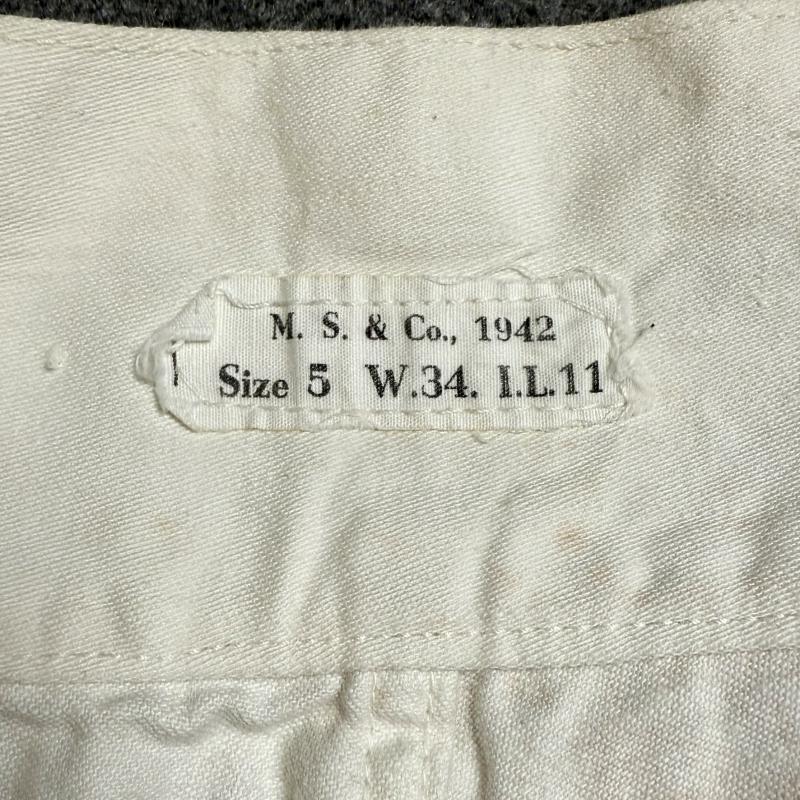 M. S. & Co., 1942
Size 5 W.34. I.L.11